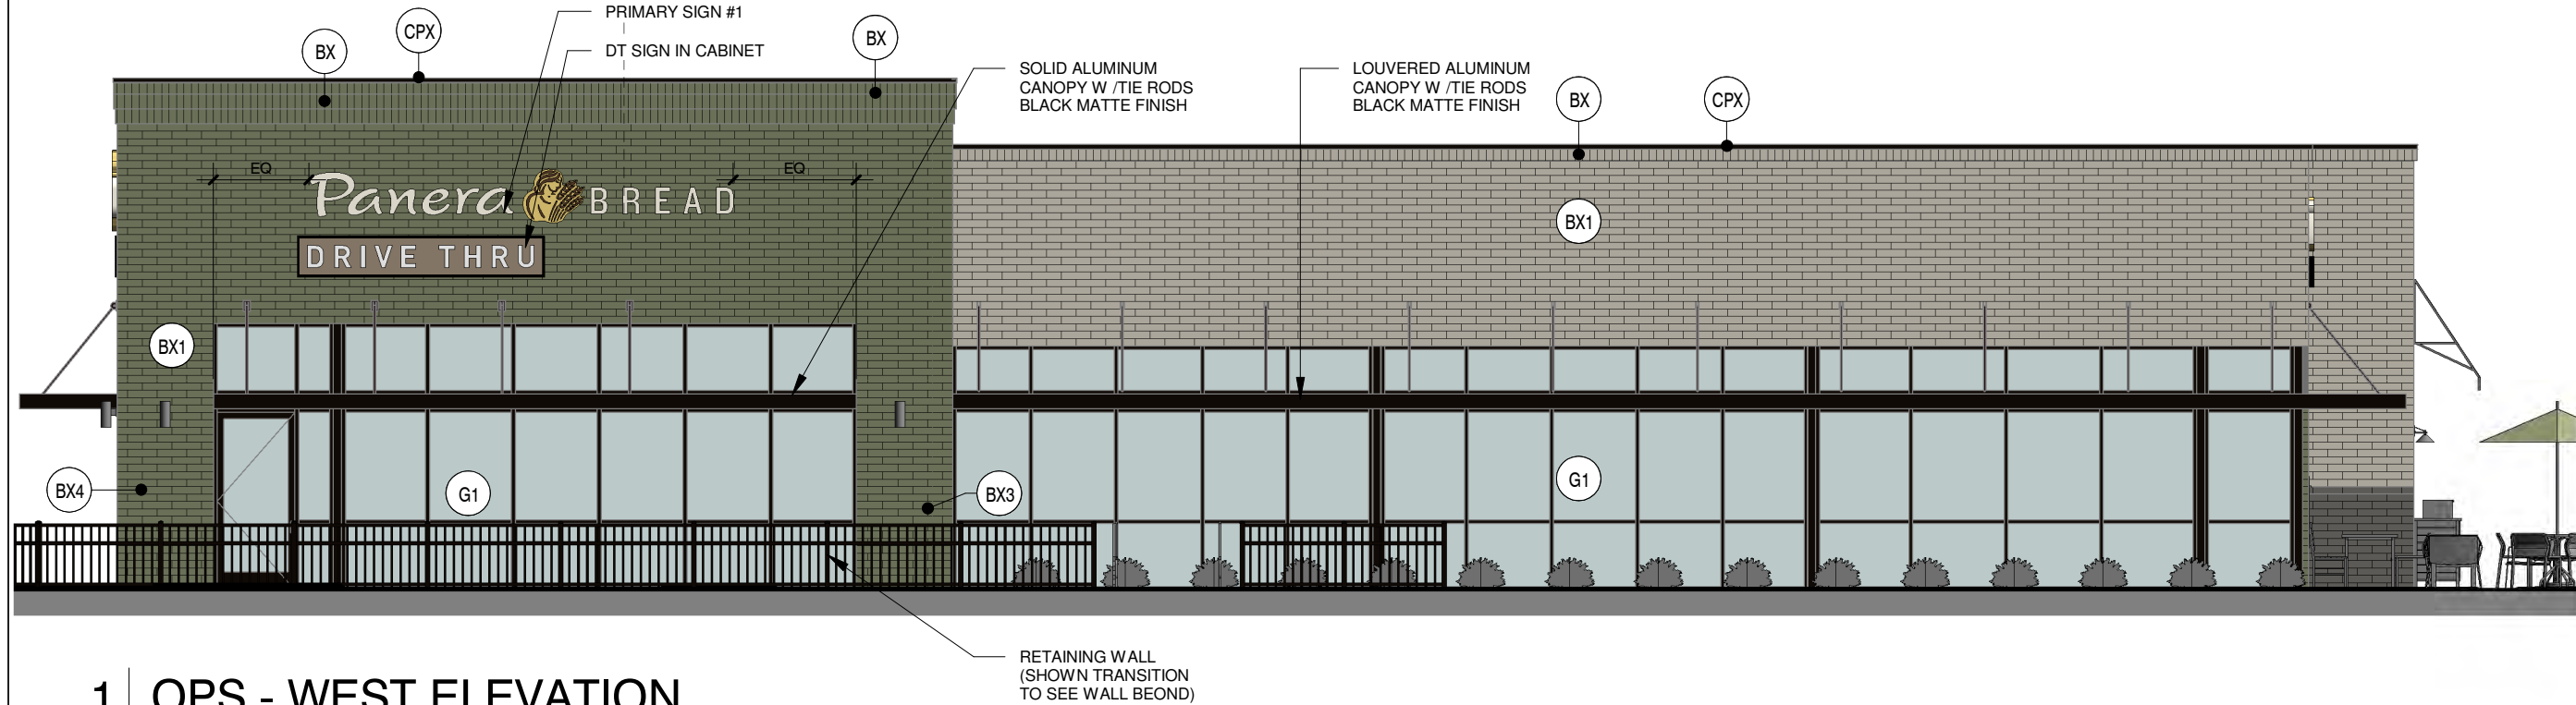 PRIMARY SIGN #1
DT SIGN IN CABINET
BX
CPX
BX
SOLID ALUMINUM
CANOPY W /TIE RODS
BLACK MATTE FINISH
LOUVERED ALUMINUM
CANOPY W /TIE RODS
BLACK MATTE FINISH
BX
CPX
EQ
EQ
Panera BREAD
DRIVE THRU
BX1
BX1
BX4
G1
BX3
G1
RETAINING WALL
(SHOWN TRANSITION
TO SEE WALL BEOND)
1 OPS - WEST ELEVATION